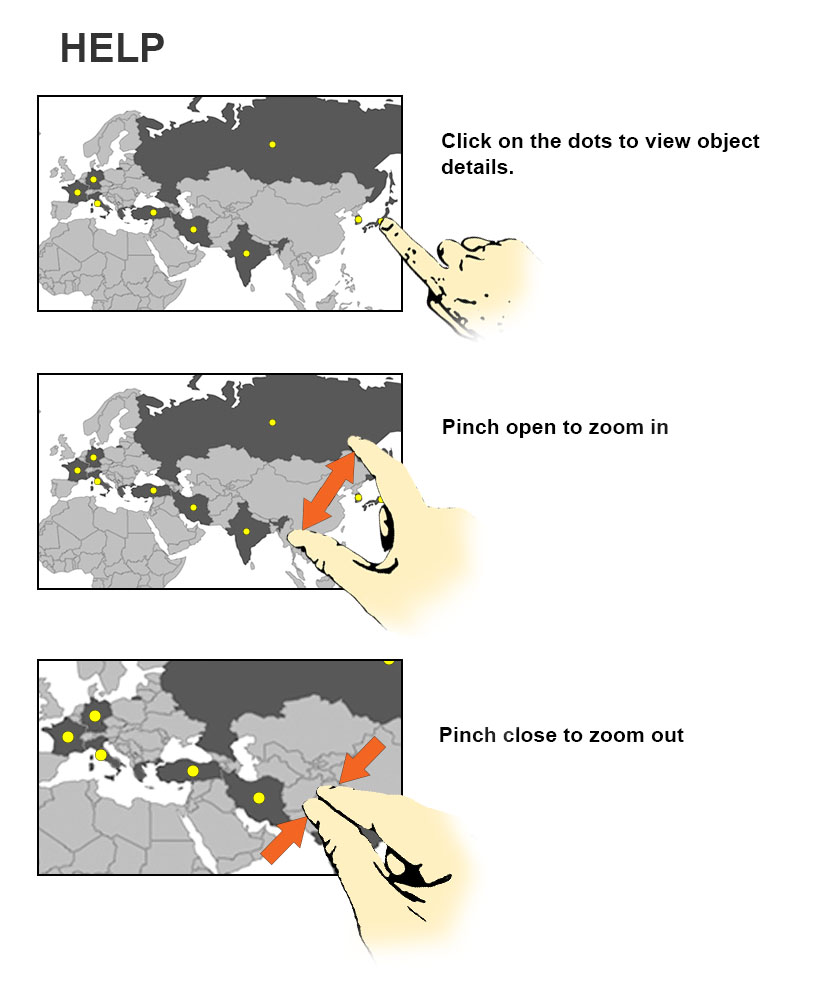 HELP
Click on the dots to view object
details.
Pinch open to zoom in
Pinch close to zoom out